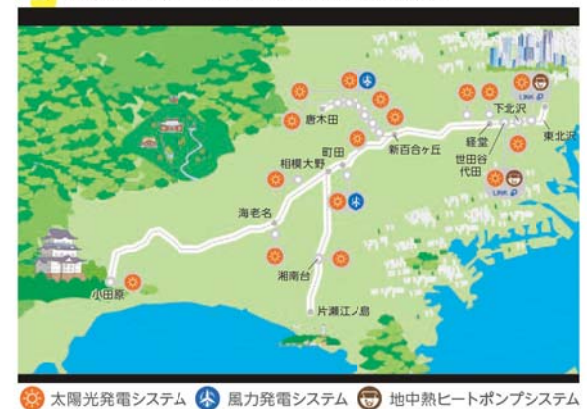 LINK
唐木田
下北沢
東北沢
経堂
新百合ヶ丘
世田谷
代田
町田
相模大野
LINK
海老名
湘南台
小田原
片瀬江ノ島
太陽光発電システム 風力発電システム 地中熱ヒートポンプシステム